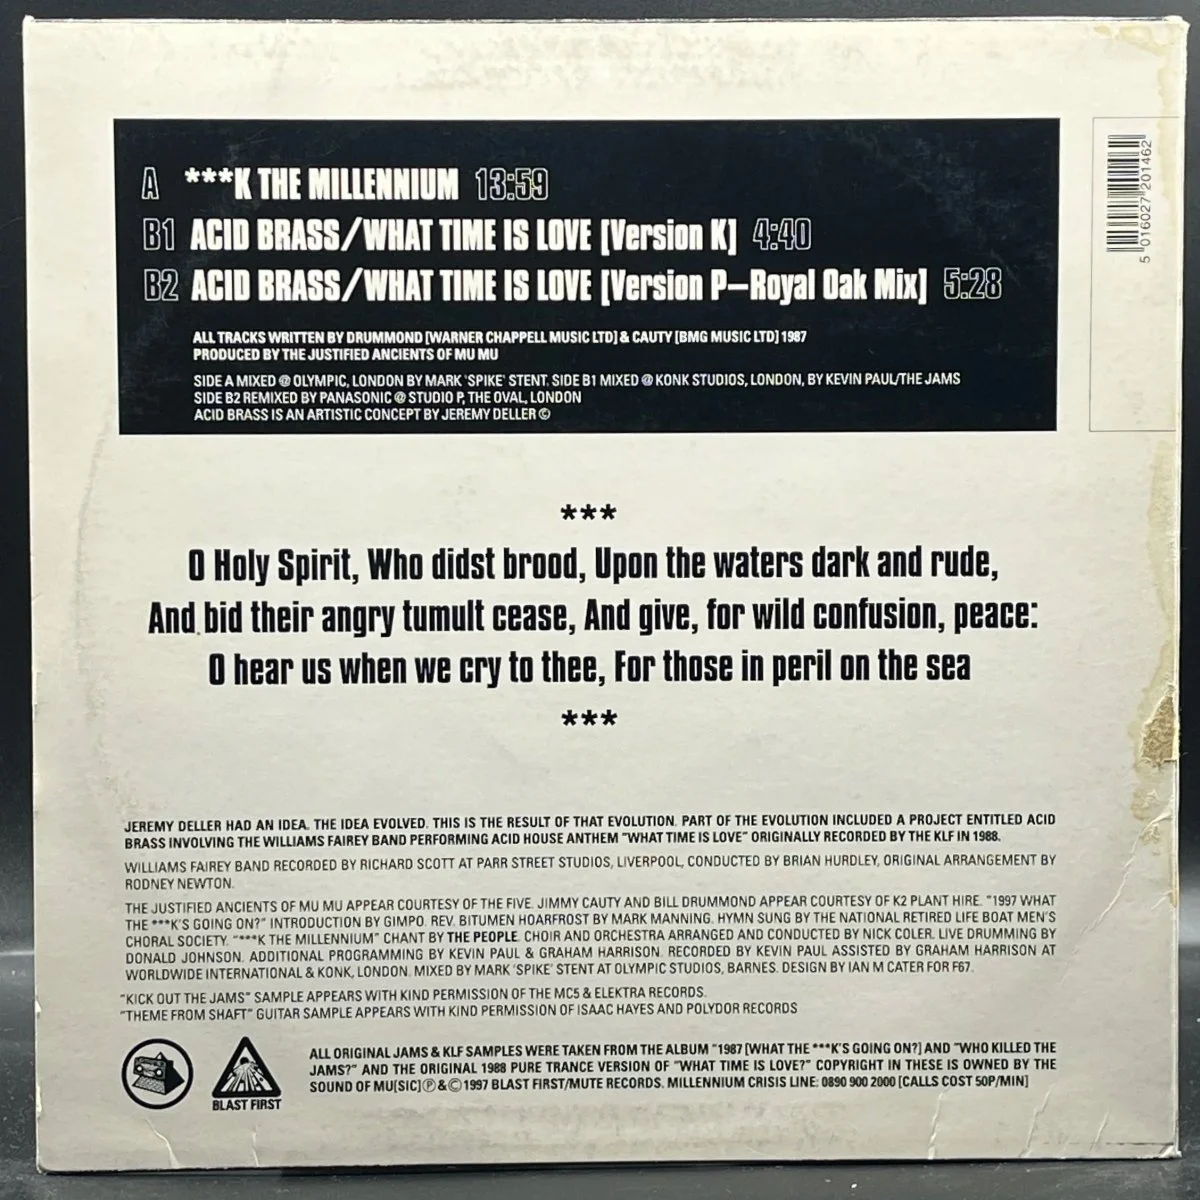 A ***K THE MILLENNIUM 13:59
B1 ACID BRASS/WHAT TIME IS LOVE [Version K] 4:40
B2 ACID BRASS/WHAT TIME IS LOVE [Version P–Royal Oak Mix] 5:28
ALL TRACKS WRITTEN BY DRUMMOND [WARNER CHAPPELL MUSIC LTD] & CAUTY [BMG MUSIC LTD] 1987
PRODUCED BY THE JUSTIFIED ANCIENTS OF MU MU
SIDE A MIXED @ OLYMPIC, LONDON BY MARK 'SPIKE' STENT. SIDE B1 MIXED @ KONK STUDIOS, LONDON, BY KEVIN PAUL/THE JAMS
SIDE B2 REMIXED BY PANASONIC @ STUDIO P, THE OVAL, LONDON
ACID BRASS IS AN ARTISTIC CONCEPT BY JEREMY DELLER ©
5 016027 201462
***
O Holy Spirit, Who didst brood, Upon the waters dark and rude,
And bid their angry tumult cease, And give, for wild confusion, peace:
O hear us when we cry to thee, For those in peril on the sea
***
JEREMY DELLER HAD AN IDEA. THE IDEA EVOLVED. THIS IS THE RESULT OF THAT EVOLUTION. PART OF THE EVOLUTION INCLUDED A PROJECT ENTITLED ACID
BRASS INVOLVING THE WILLIAMS FAIREY BAND PERFORMING ACID HOUSE ANTHEM "WHAT TIME IS LOVE" ORIGINALLY RECORDED BY THE KLF IN 1988.
WILLIAMS FAIREY BAND RECORDED BY RICHARD SCOTT AT PARR STREET STUDIOS, LIVERPOOL, CONDUCTED BY BRIAN HURDLEY, ORIGINAL ARRANGEMENT BY
RODNEY NEWTON.
THE JUSTIFIED ANCIENTS OF MU MU APPEAR COURTESY OF THE FIVE. JIMMY CAUTY AND BILL DRUMMOND APPEAR COURTESY OF K2 PLANT HIRE. "1997 WHAT
THE ***K'S GOING ON?" INTRODUCTION BY GIMPO. REV. BITUMEN HOARFROST BY MARK MANNING. HYMN SUNG BY THE NATIONAL RETIRED LIFE BOAT MEN'S
CHORAL SOCIETY. "***K THE MILLENNIUM" CHANT BY THE PEOPLE. CHOIR AND ORCHESTRA ARRANGED AND CONDUCTED BY NICK COLER. LIVE DRUMMING BY
DONALD JOHNSON. ADDITIONAL PROGRAMMING BY KEVIN PAUL & GRAHAM HARRISON. RECORDED BY KEVIN PAUL ASSISTED BY GRAHAM HARRISON AT
WORLDWIDE INTERNATIONAL & KONK, LONDON. MIXED BY MARK 'SPIKE' STENT AT OLYMPIC STUDIOS, BARNES. DESIGN BY IAN M CATER FOR F67.
"KICK OUT THE JAMS" SAMPLE APPEARS WITH KIND PERMISSION OF THE MC5 & ELEKTRA RECORDS.
"THEME FROM SHAFT" GUITAR SAMPLE APPEARS WITH KIND PERMISSION OF ISAAC HAYES AND POLYDOR RECORDS
BLAST FIRST
ALL ORIGINAL JAMS & KLF SAMPLES WERE TAKEN FROM THE ALBUM "1987 [WHAT THE ***K'S GOING ON?] AND "WHO KILLED THE
JAMS?" AND THE ORIGINAL 1988 PURE TRANCE VERSION OF "WHAT TIME IS LOVE?" COPYRIGHT IN THESE IS OWNED BY THE
SOUND OF MU[SIC] ℗ & © 1997 BLAST FIRST/MUTE RECORDS. MILLENNIUM CRISIS LINE: 0890 900 2000 [CALLS COST 50P/MIN]